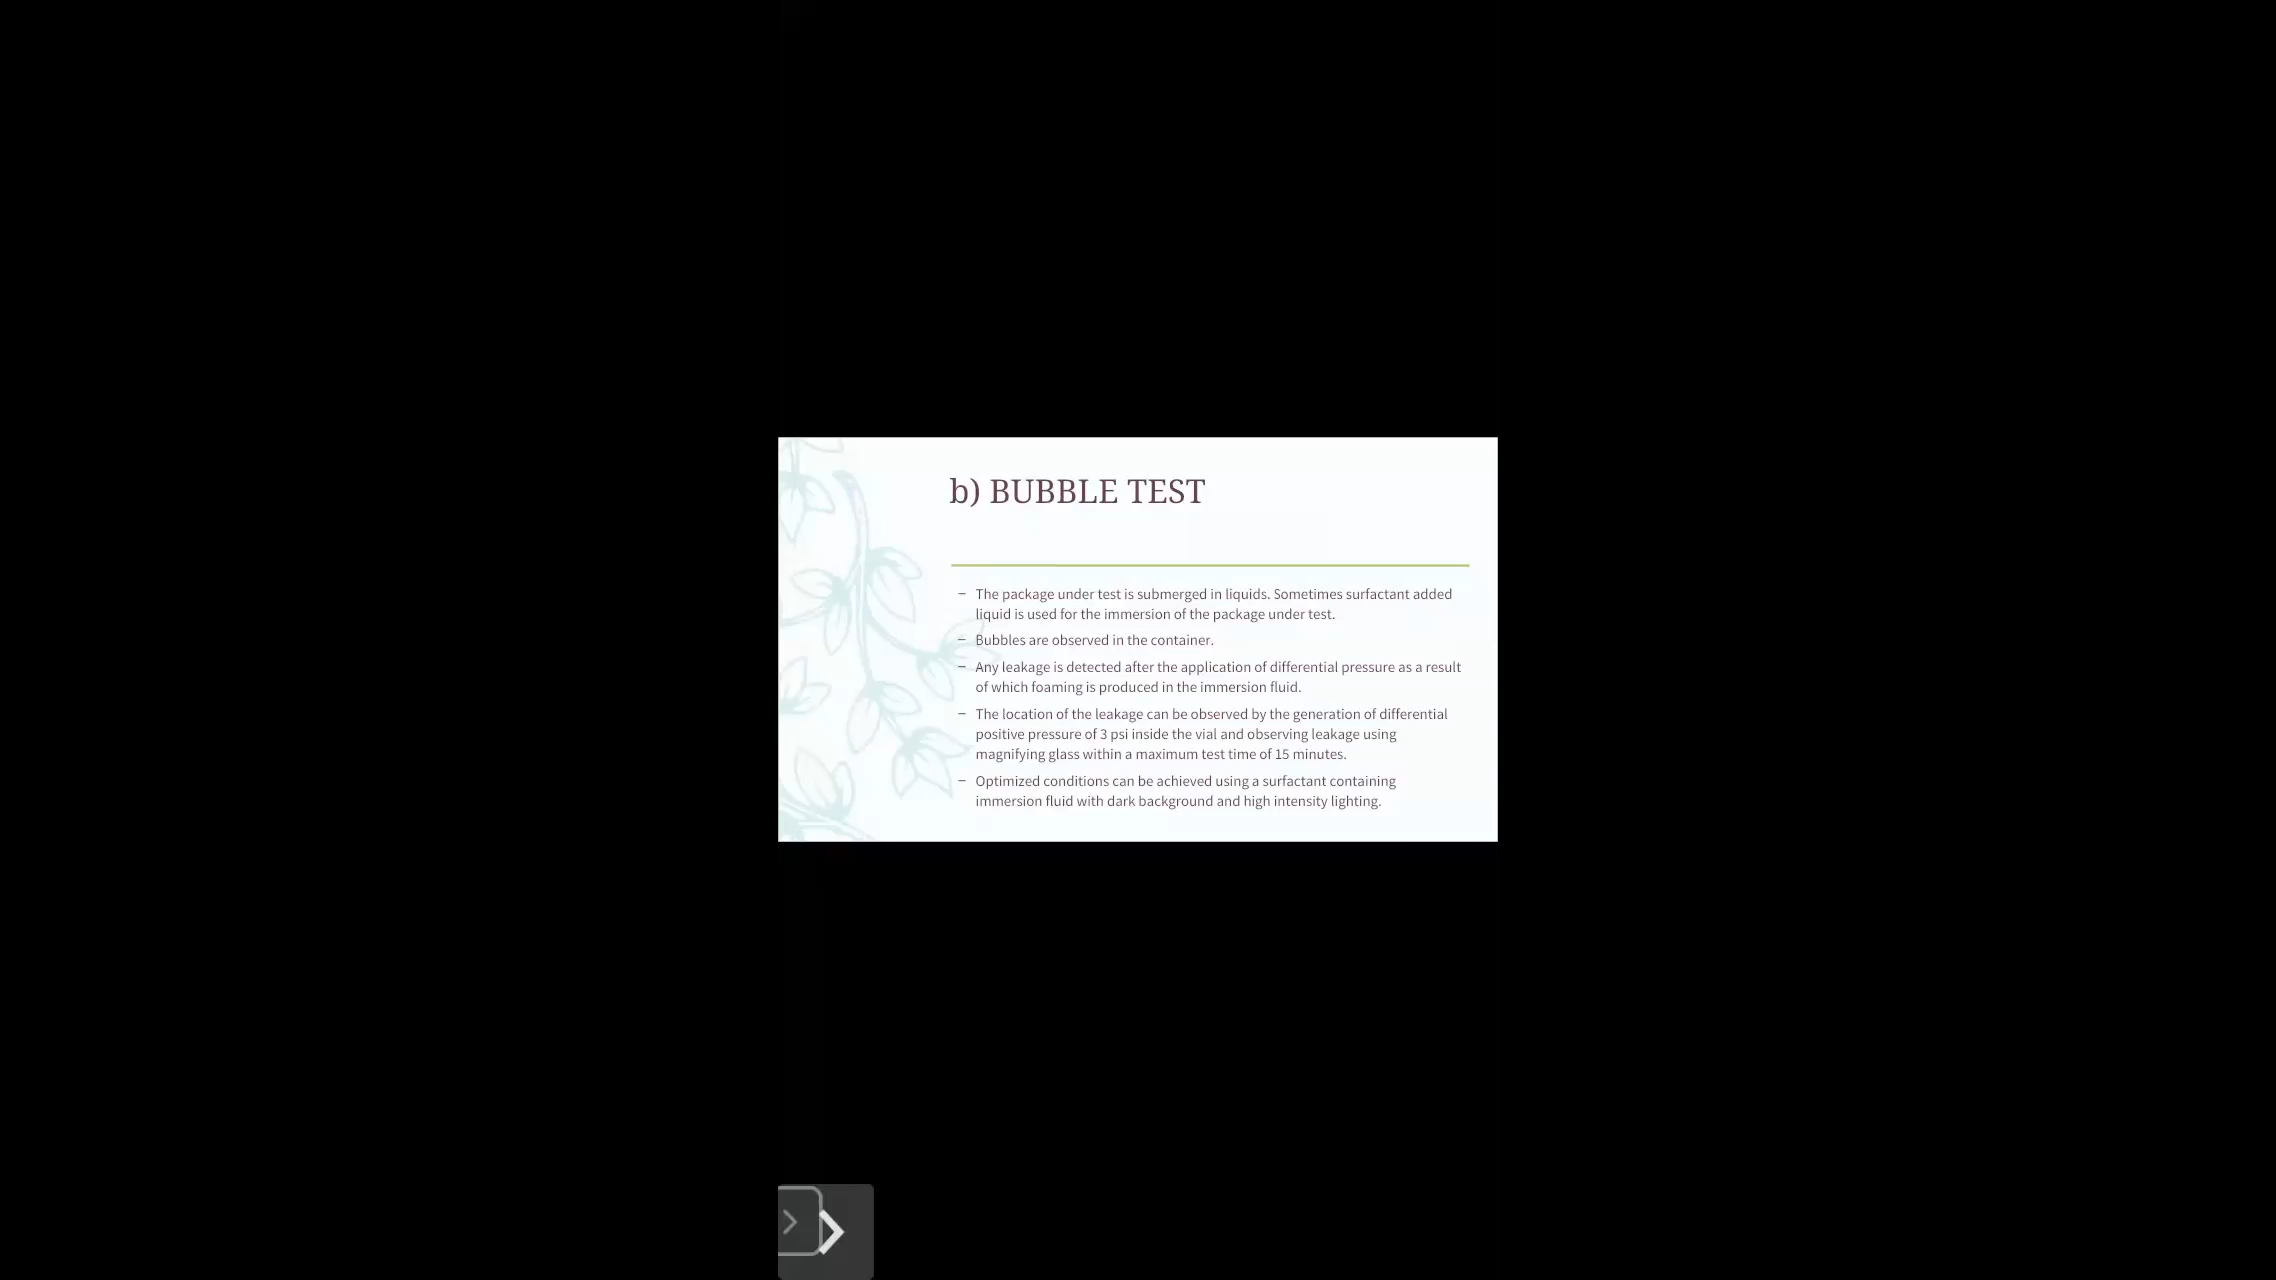 b) BUBBLE TEST
– The package under test is submerged in liquids. Sometimes surfactant added
liquid is used for the immersion of the package under test.
– Bubbles are observed in the container.
– Any leakage is detected after the application of differential pressure as a result
of which foaming is produced in the immersion fluid.
– The location of the leakage can be observed by the generation of differential
positive pressure of 3 psi inside the vial and observing leakage using
magnifying glass within a maximum test time of 15 minutes.
– Optimized conditions can be achieved using a surfactant containing
immersion fluid with dark background and high intensity lighting.